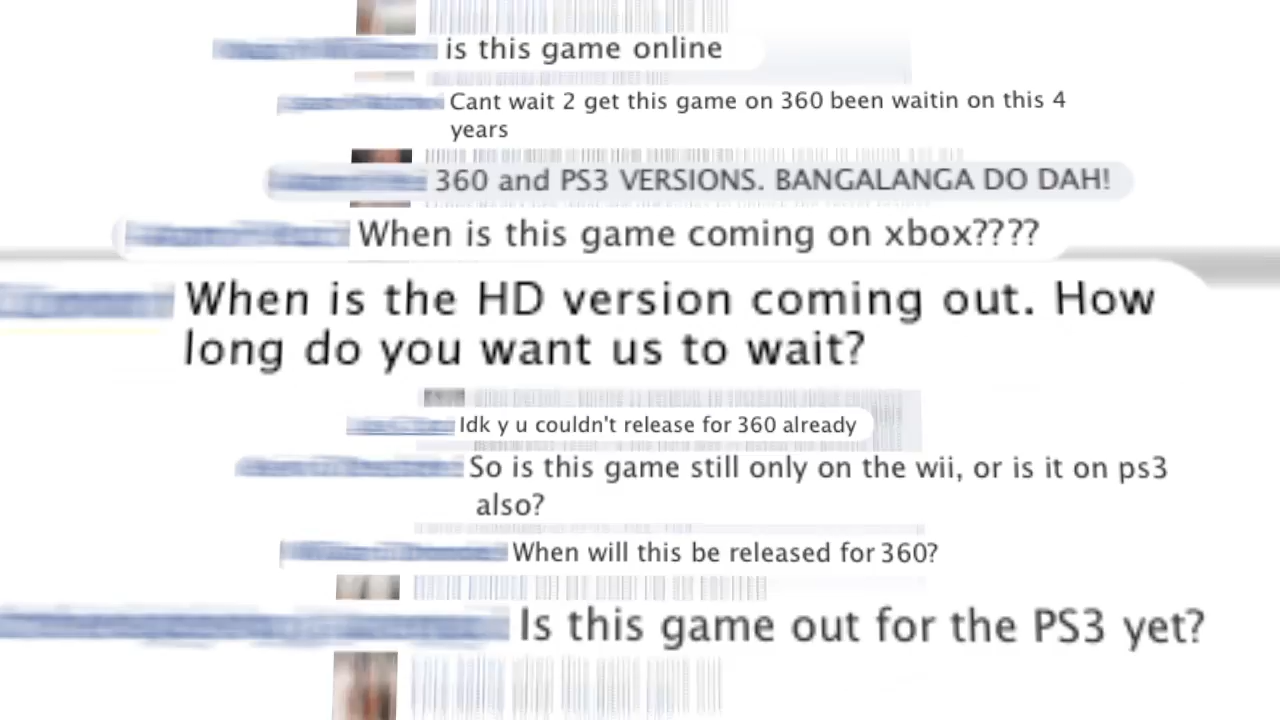 is this game online
Cant wait 2 get this game on 360 been waitin on this 4
years
360 and PS3 VERSIONS. BANGALANGA DO DAH!
When is this game coming on xbox????
When is the HD version coming out. How
long do you want us to wait?
Idk y u couldn't release for 360 already
So is this game still only on the wii, or is it on ps3
also?
When will this be released for 360?
Is this game out for the PS3 yet?